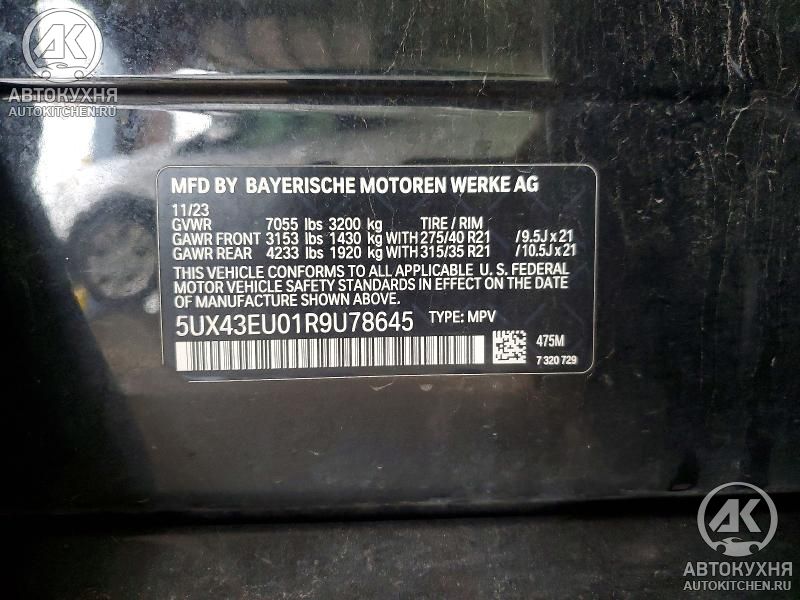 AK
АВТОКУХНЯ
AUTOKITCHEN.RU
MFD BY BAYERISCHE MOTOREN WERKE AG
11/23
GVWR 7055 lbs 3200 kg TIRE / RIM
GAWR FRONT 3153 lbs 1430 kg WITH 275/40 R21 /9.5J x 21
GAWR REAR 4233 lbs 1920 kg WITH 315/35 R21 /10.5J x 21
THIS VEHICLE CONFORMS TO ALL APPLICABLE U. S. FEDERAL
MOTOR VEHICLE SAFETY STANDARDS IN EFFECT ON THE DATE
OF MANUFACTURE SHOWN ABOVE.
5UX43EU01R9U78645 TYPE: MPV
475M
7 320 729
AK
АВТОКУХНЯ
AUTOKITCHEN.RU